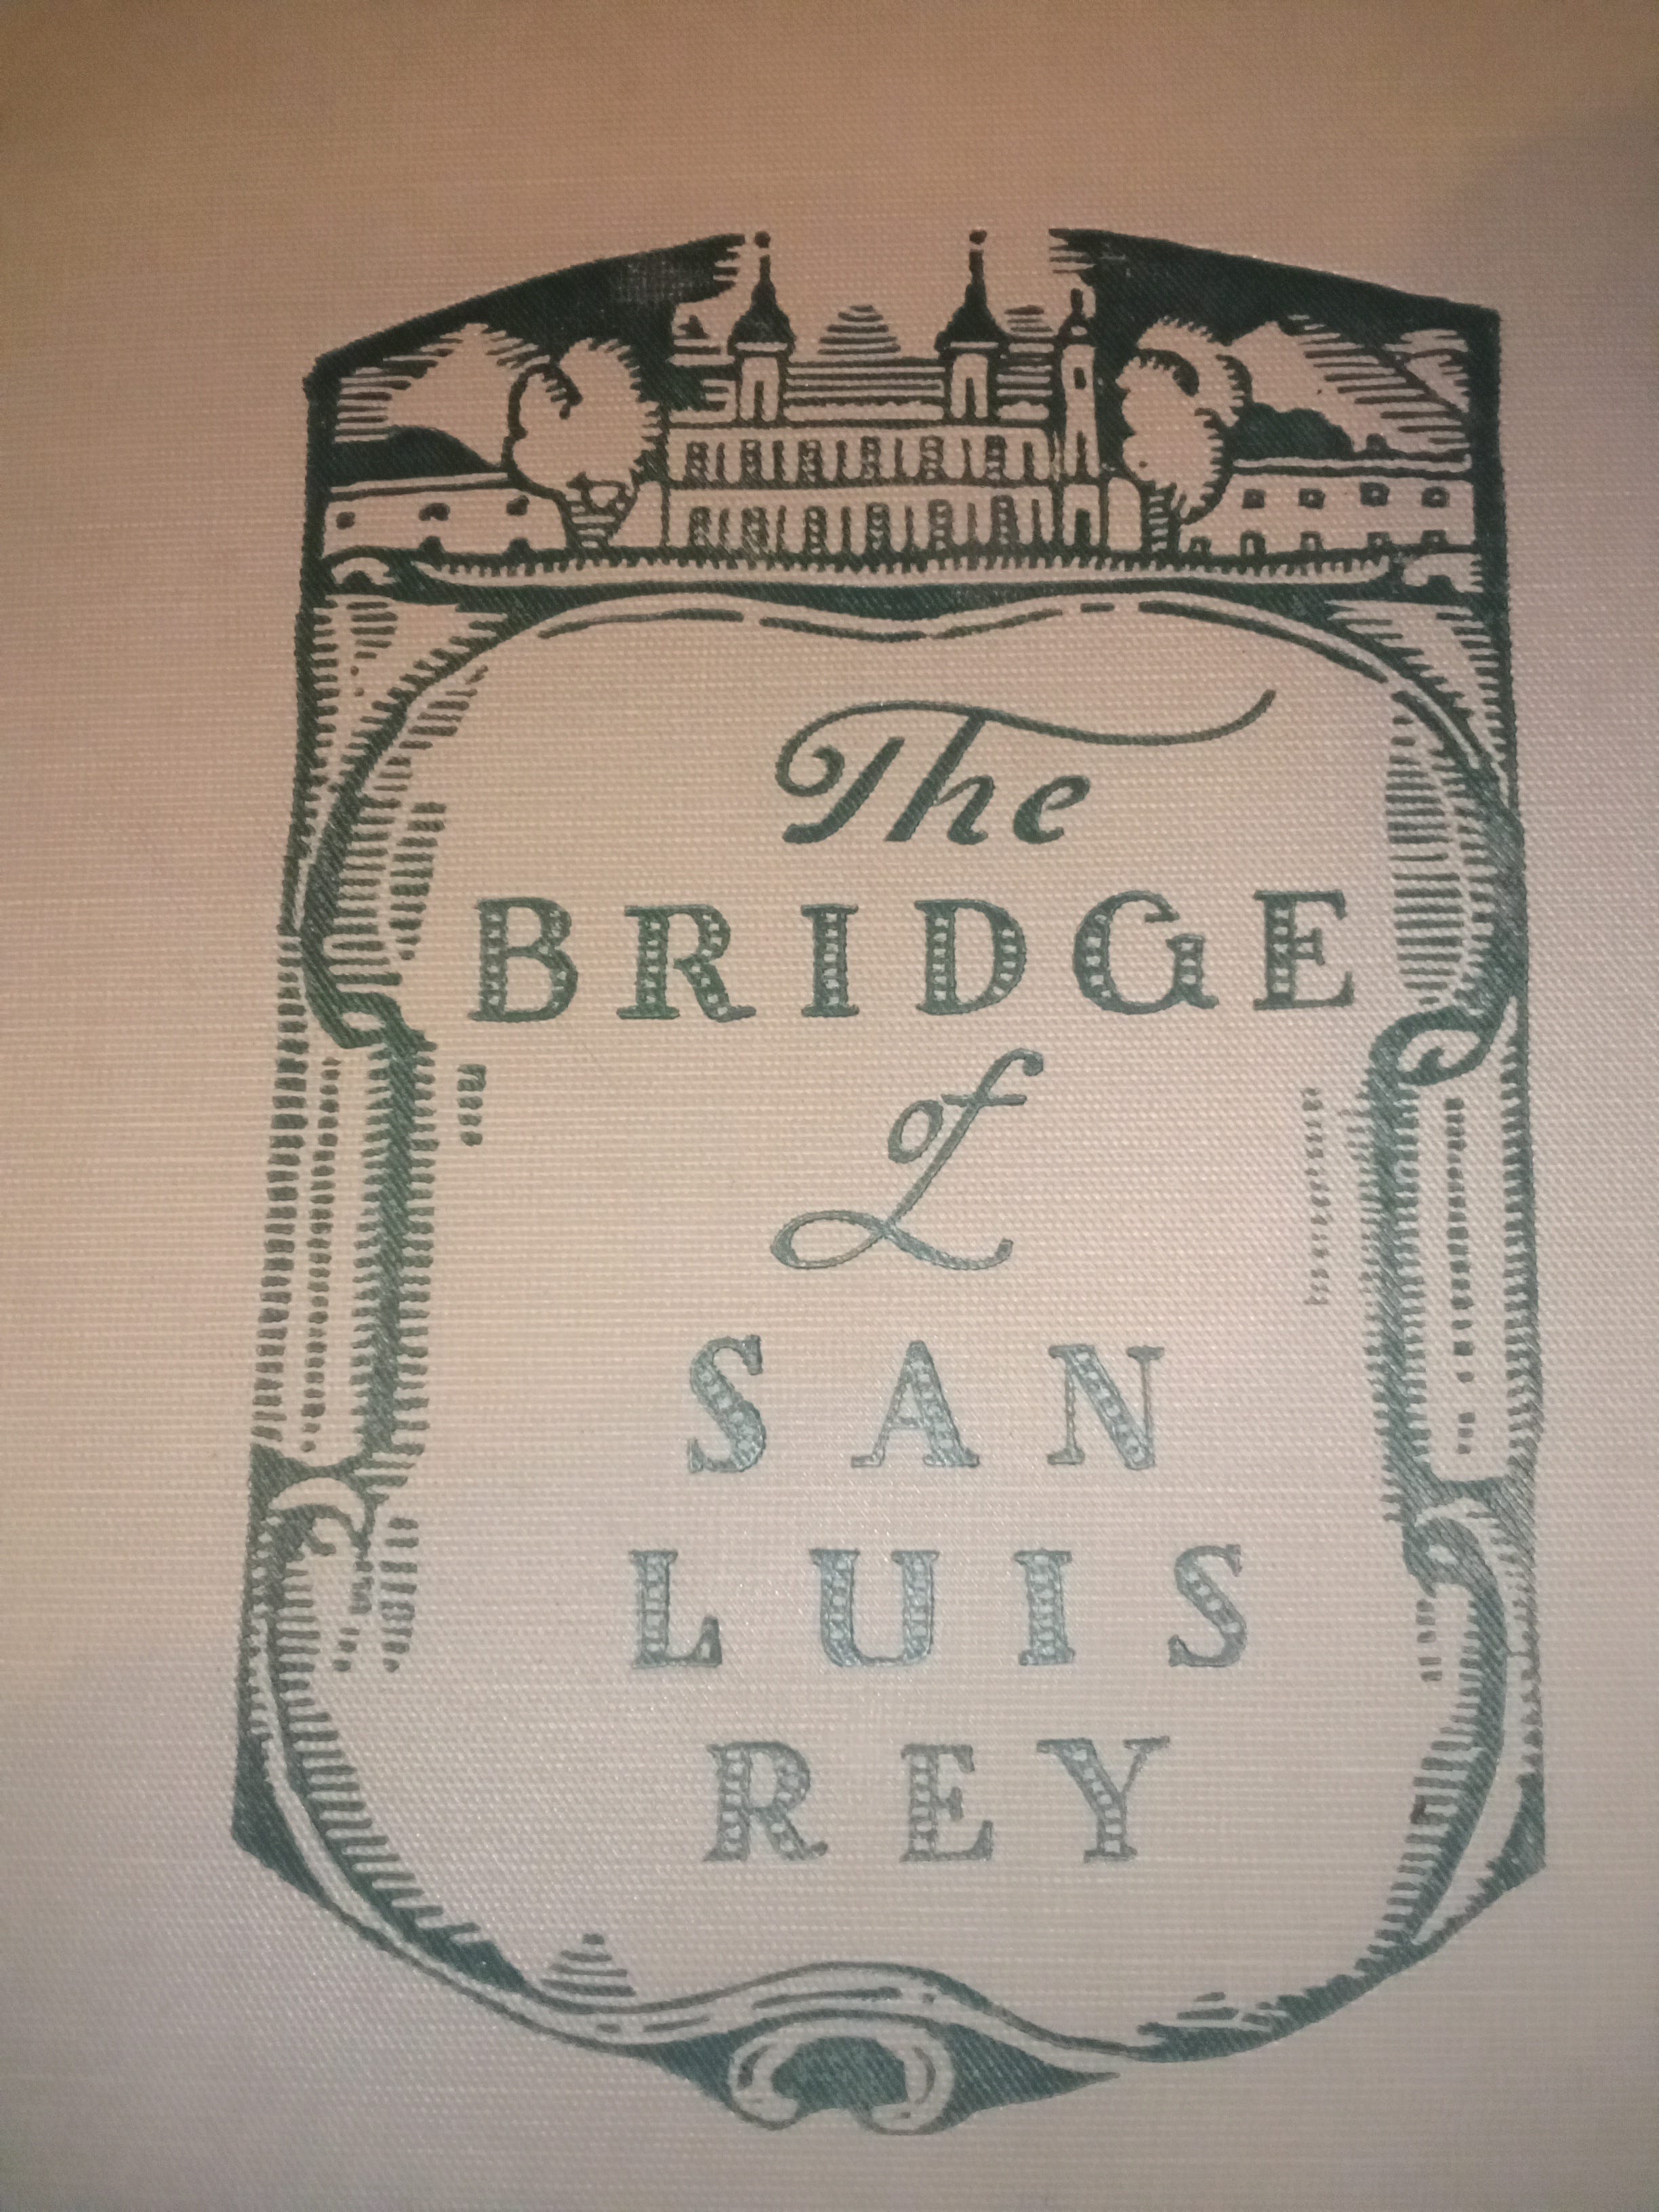 The
BRIDGE
of
SAN
LUIS
REY